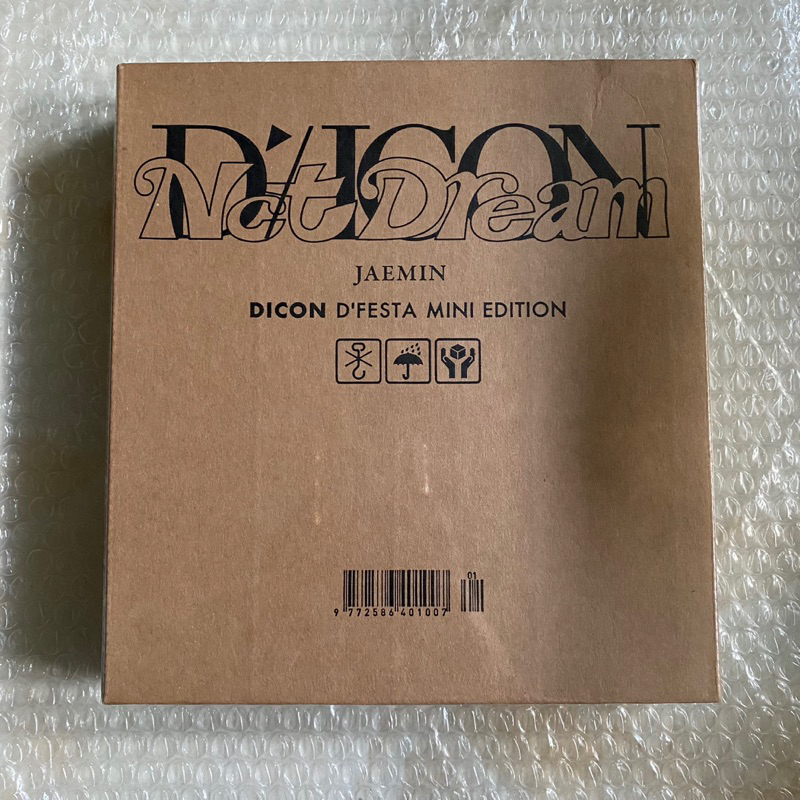 D'ICON
Nct Dream
JAEMIN
DICON D'FESTA MINI EDITION
01
9 772586 401007